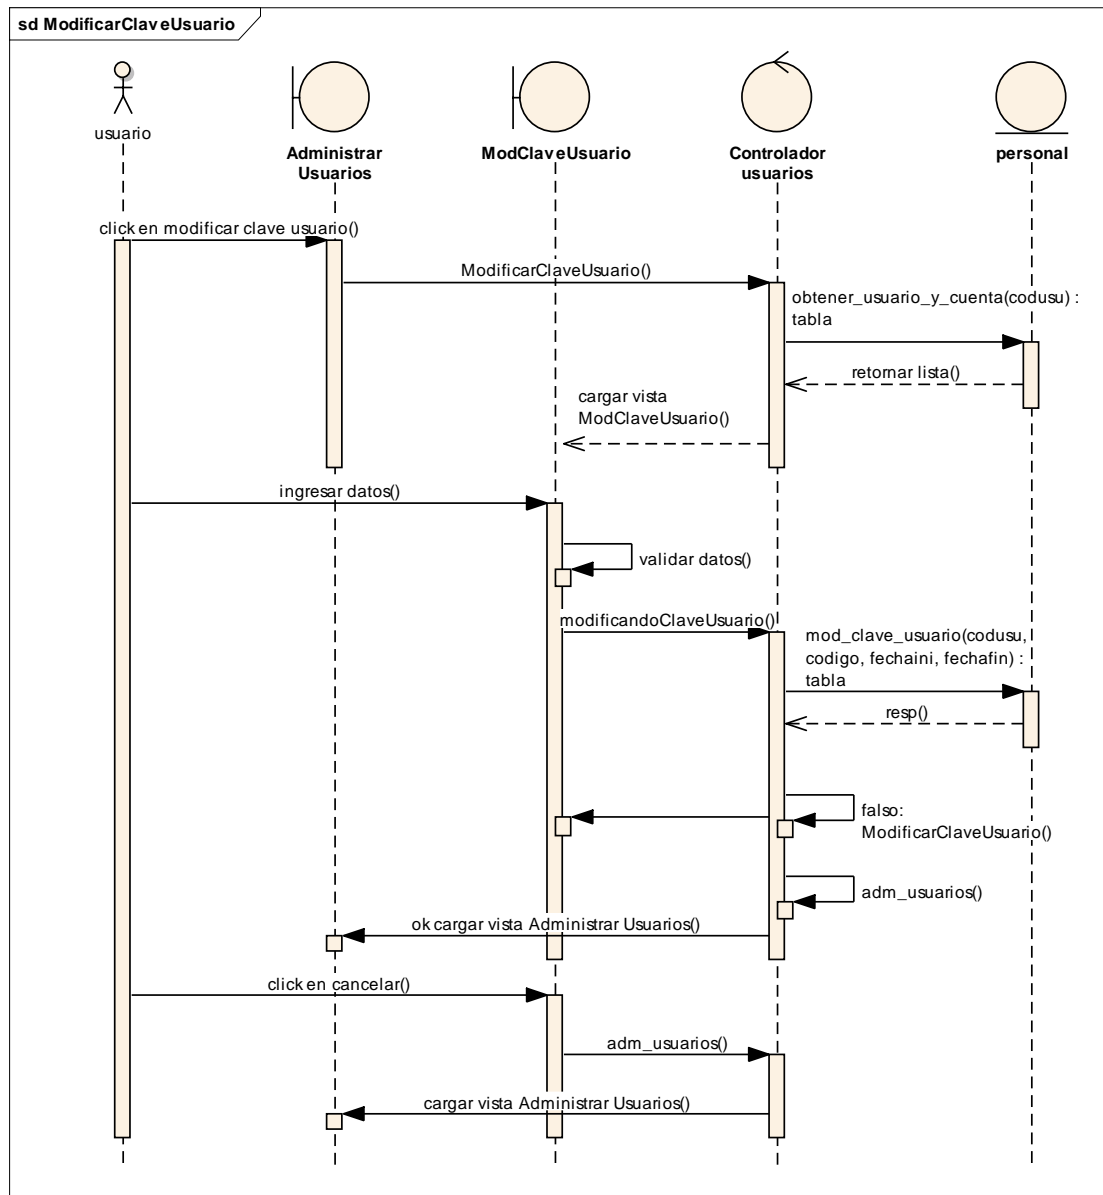 sd ModificarClaveUsuario
usuario
Administrar
Usuarios
ModClaveUsuario
Controlador
usuarios
personal
click en modificar clave usuario()
ModificarClaveUsuario()
obtener_usuario_y_cuenta(codusu) :
tabla
retornar lista()
cargar vista
ModClaveUsuario()
ingresar datos()
validar datos()
modificandoClaveUsuario()
mod_clave_usuario(codusu,
codigo, fechaini, fechafin) :
tabla
resp()
falso:
ModificarClaveUsuario()
adm_usuarios()
ok cargar vista Administrar Usuarios()
click en cancelar()
adm_usuarios()
cargar vista Administrar Usuarios()